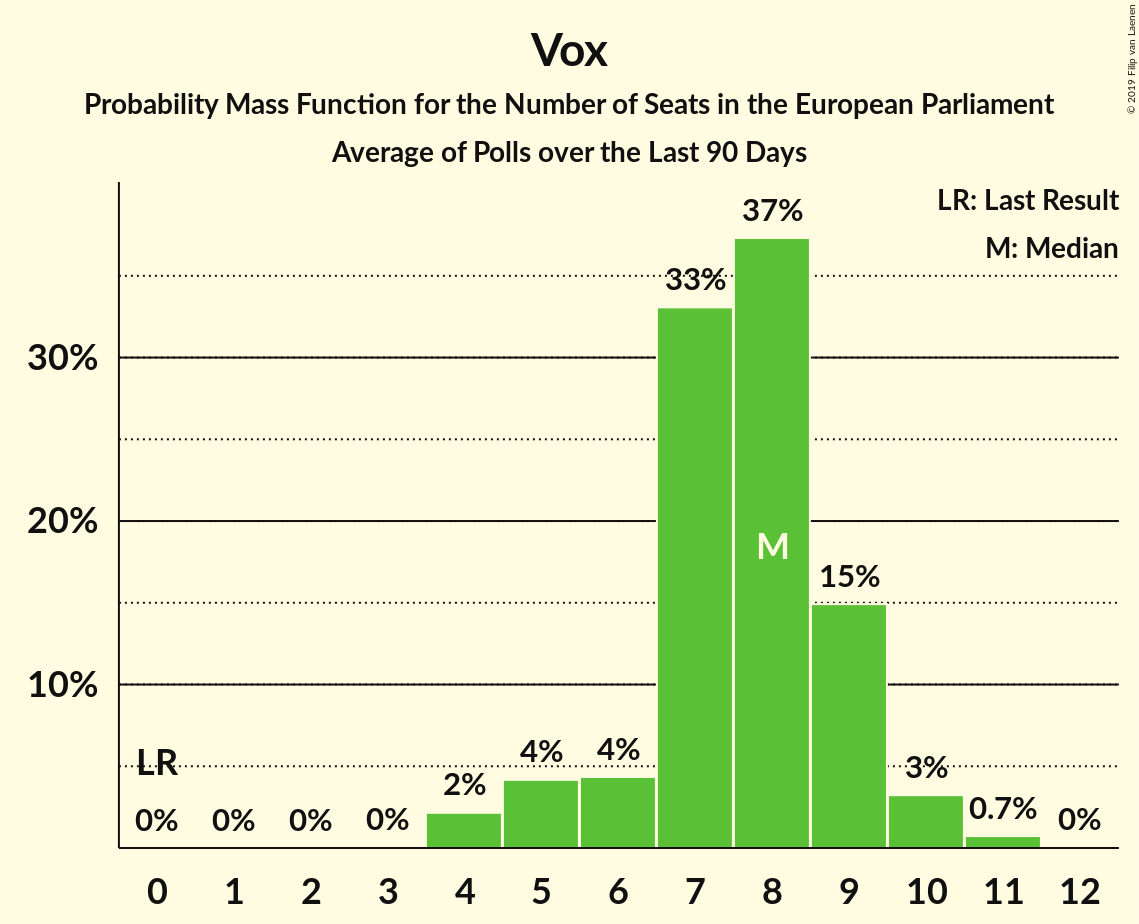 Vox
Probability Mass Function for the Number of Seats in the European Parliament
Average of Polls over the Last 90 Days
© 2019 Filip van Laenen
LR: Last Result
M: Median
37%
33%
30%
20%
M
15%
10%
LR
4%
4%
2%
3%
0.7%
0%
0%
0%
0%
0%
0 1 2 3 4 5 6 7 8 9 10 11 12